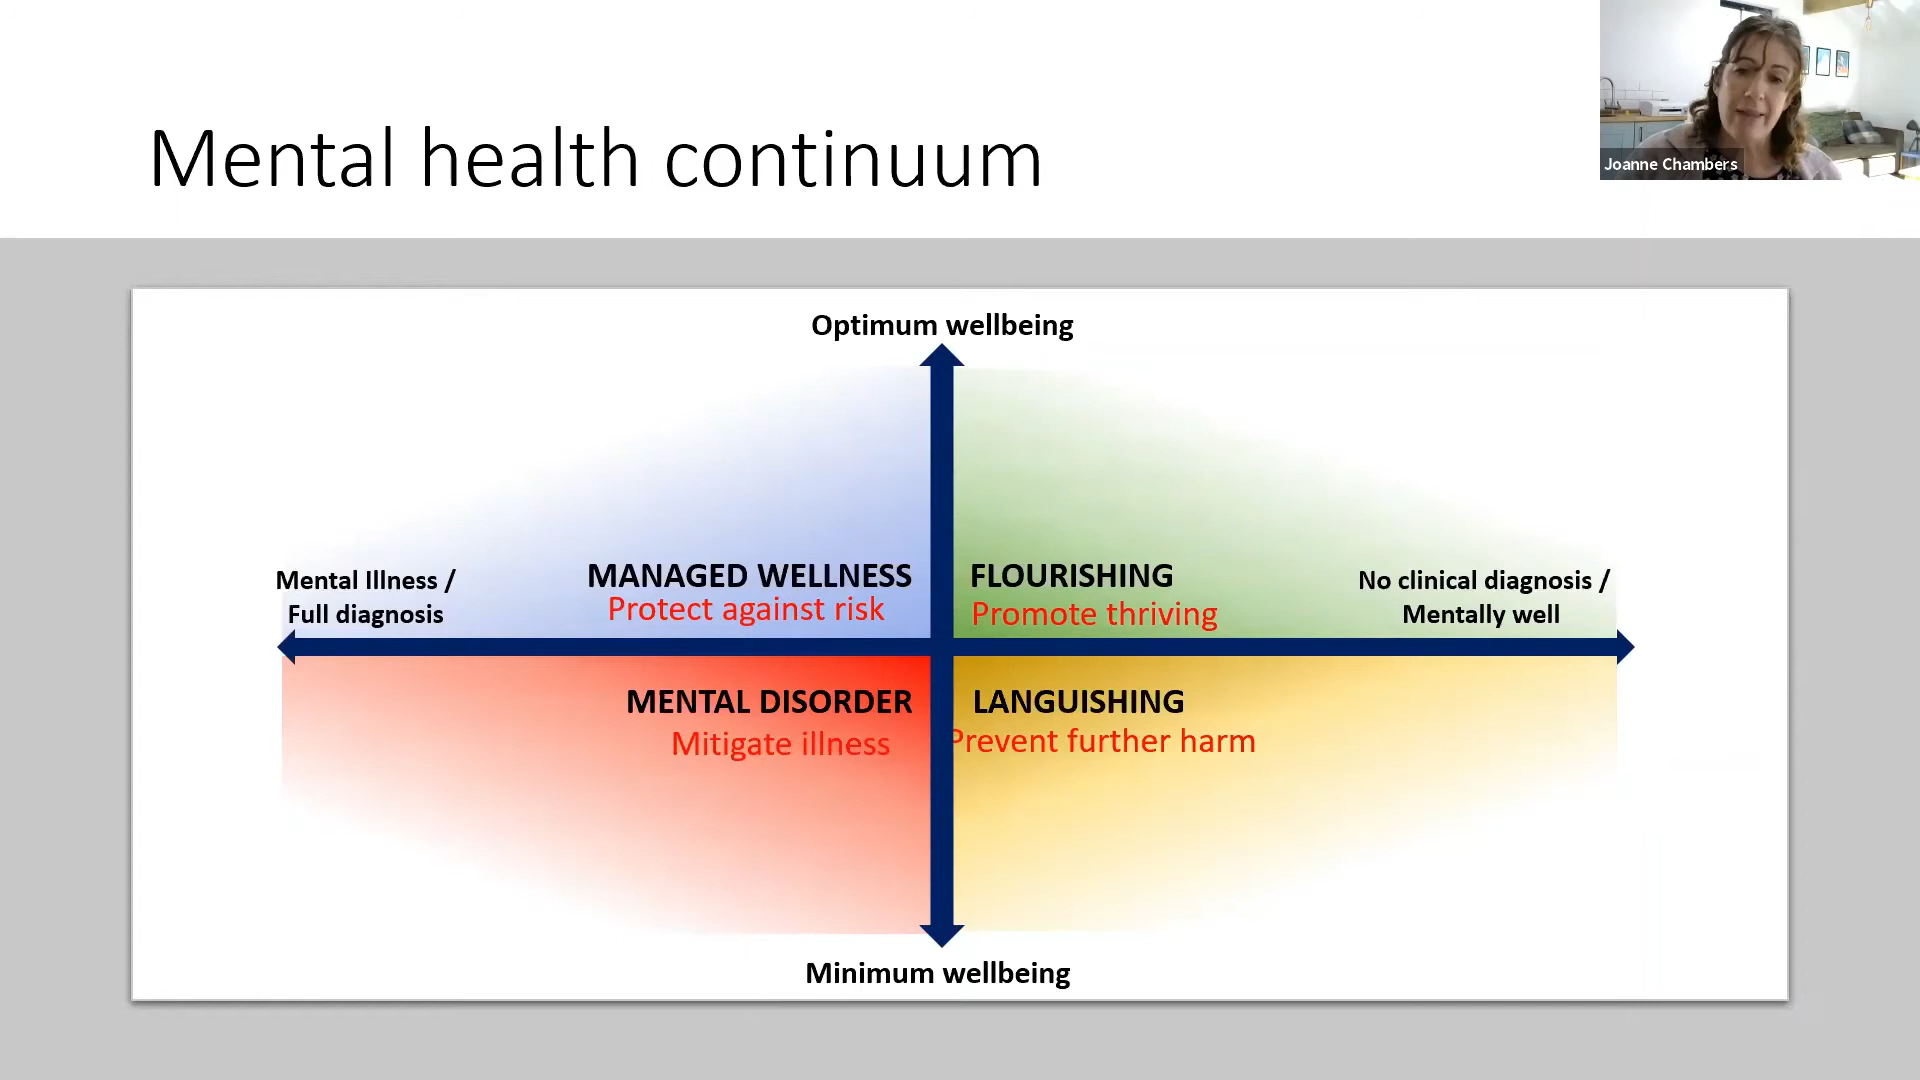 Mental health continuum
Joanne Chambers
Optimum wellbeing
Mental Illness /
Full diagnosis
MANAGED WELLNESS
Protect against risk
FLOURISHING
Promote thriving
No clinical diagnosis /
Mentally well
MENTAL DISORDER
Mitigate illness
LANGUISHING
Prevent further harm
Minimum wellbeing